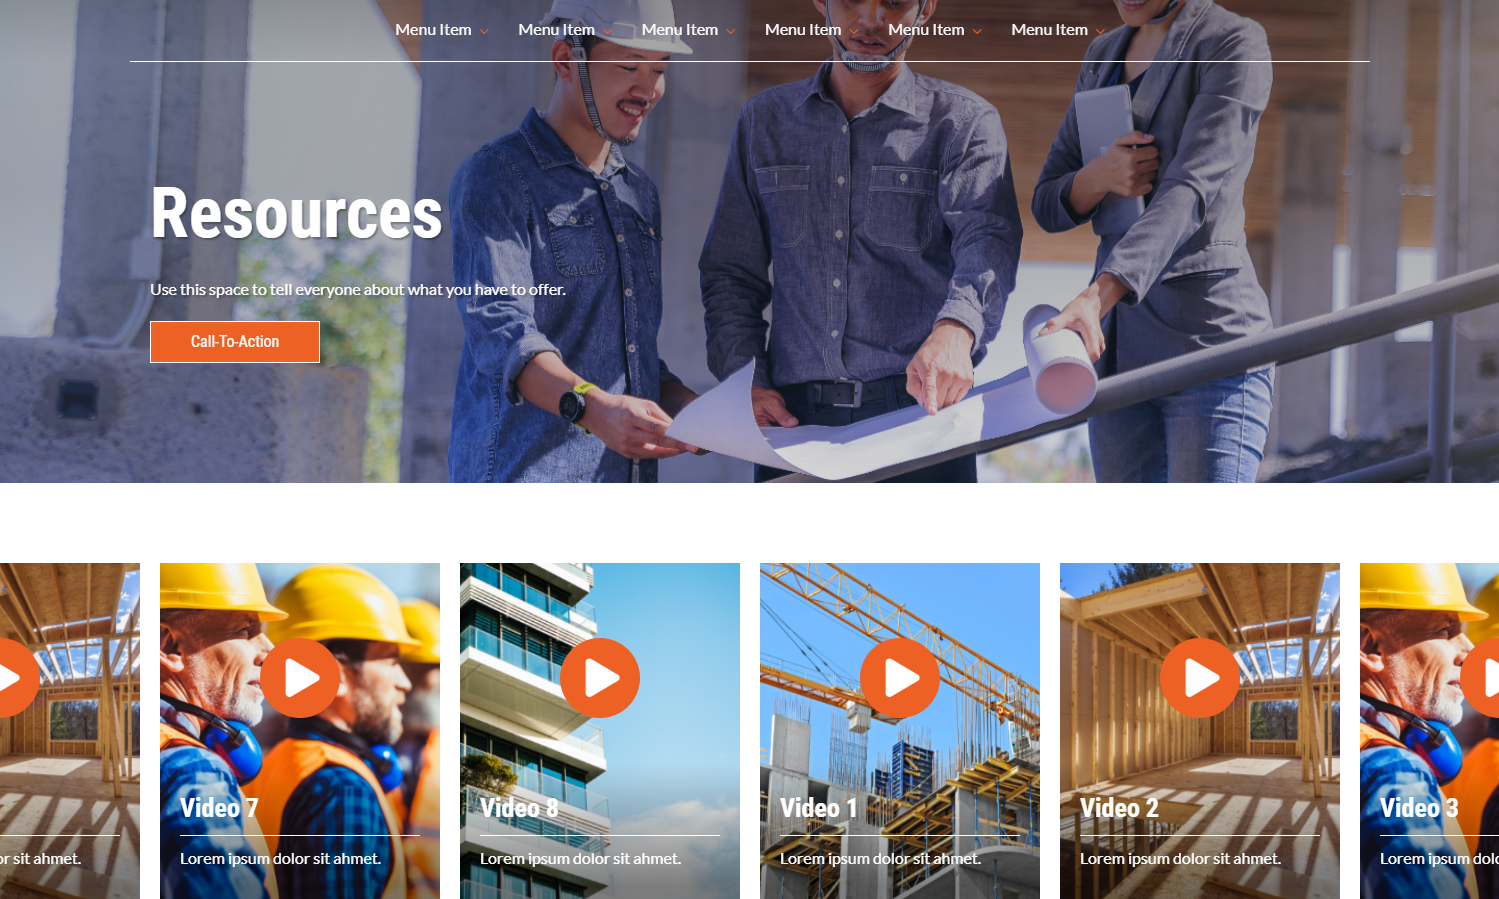 Menu Item Menu Item Menu Item Menu Item Menu Item Menu Item
Resources
Use this space to tell everyone about what you have to offer.
Call-To-Action
Video 7 Video 8 Video 1 Video 2 Video 3
sit ahmet. Lorem ipsum dolor sit ahmet. Lorem ipsum dolor sit ahmet. Lorem ipsum dolor sit ahmet. Lorem ipsum dolor sit ahmet. Lorem ipsum